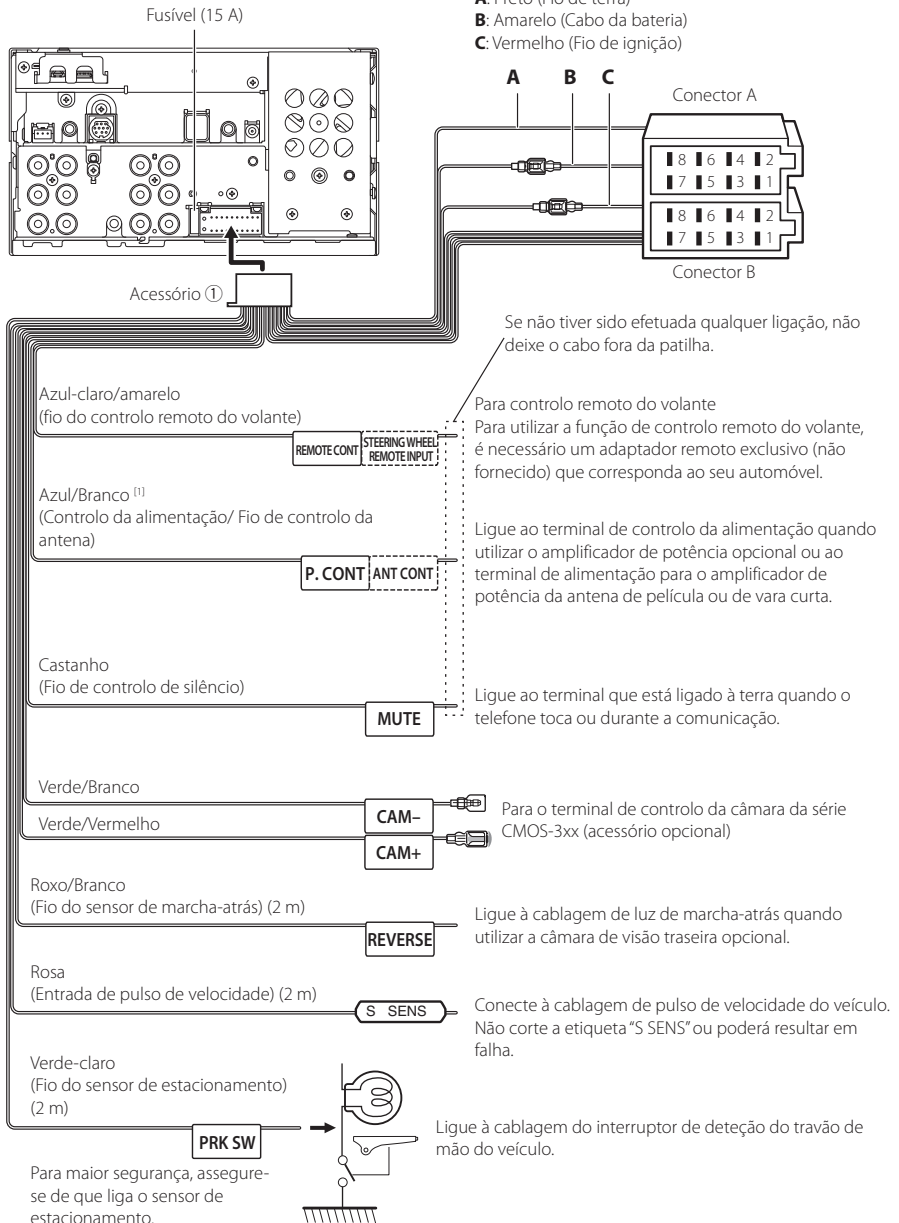 A: Preto (Fio de terra)
B: Amarelo (Cabo da bateria)
C: Vermelho (Fio de ignição)
Fusível (15 A)
A B C
Conector A
8 6 4 2
7 5 3 1
8 6 4 2
7 5 3 1
Conector B
Acessório ①
Se não tiver sido efetuada qualquer ligação, não
deixe o cabo fora da patilha.
Azul-claro/amarelo
(fio do controlo remoto do volante)
REMOTE CONT
STEERING WHEEL
REMOTE INPUT
Para controlo remoto do volante
Para utilizar a função de controlo remoto do volante,
é necessário um adaptador remoto exclusivo (não
fornecido) que corresponda ao seu automóvel.
Azul/Branco [1]
(Controlo da alimentação/ Fio de controlo da
antena)
P. CONT ANT CONT
Ligue ao terminal de controlo da alimentação quando
utilizar o amplificador de potência opcional ou ao
terminal de alimentação para o amplificador de
potência da antena de película ou de vara curta.
Castanho
(Fio de controlo de silêncio)
MUTE
Ligue ao terminal que está ligado à terra quando o
telefone toca ou durante a comunicação.
Verde/Branco
CAM–
Verde/Vermelho
CAM+
Para o terminal de controlo da câmara da série
CMOS-3xx (acessório opcional)
Roxo/Branco
(Fio do sensor de marcha-atrás) (2 m)
REVERSE
Ligue à cablagem de luz de marcha-atrás quando
utilizar a câmara de visão traseira opcional.
Rosa
(Entrada de pulso de velocidade) (2 m)
S SENS
Conecte à cablagem de pulso de velocidade do veículo.
Não corte a etiqueta “S SENS” ou poderá resultar em
falha.
Verde-claro
(Fio do sensor de estacionamento)
(2 m)
PRK SW
Ligue à cablagem do interruptor de deteção do travão de
mão do veículo.
Para maior segurança, assegure-
se de que liga o sensor de
estacionamento.